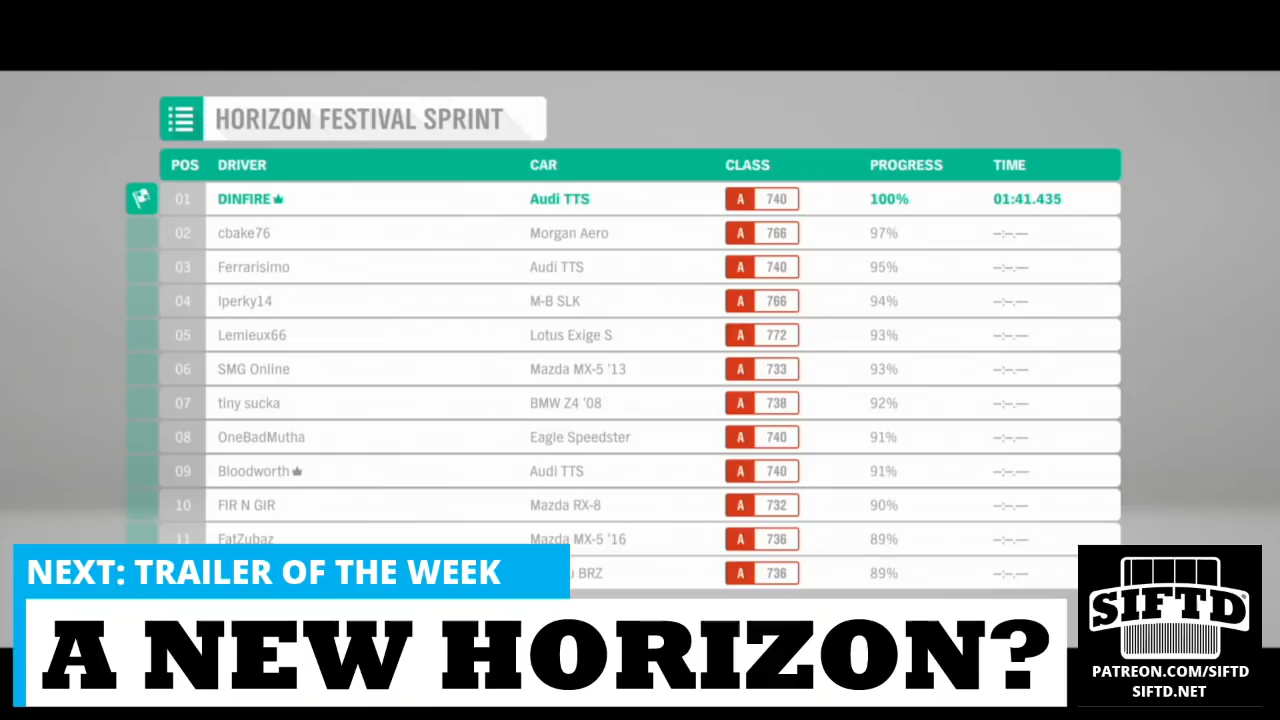 HORIZON FESTIVAL SPRINT
POS DRIVER CAR CLASS PROGRESS TIME
01 DINFIRE Audi TTS A 740 100% 01:41.435
02 cbake76 Morgan Aero A 766 97% --:--.---
03 Ferrarisimo Audi TTS A 740 95% --:--.---
04 Iperky14 M-B SLK A 766 94% --:--.---
05 Lemieux66 Lotus Exige S A 772 93% --:--.---
06 SMG Online Mazda MX-5 '13 A 733 93% --:--.---
07 tiny sucka BMW Z4 '08 A 738 92% --:--.---
08 OneBadMutha Eagle Speedster A 740 91% --:--.---
09 Bloodworth Audi TTS A 740 91% --:--.---
10 FIR N GIR Mazda RX-8 A 732 90% --:--.---
11 FatZubaz Mazda MX-5 '16 A 736 89% --:--.---
BRZ A 736 89% --:--.---
NEXT: TRAILER OF THE WEEK
A NEW HORIZON?
SIFTD
PATREON.COM/SIFTD
SIFTD.NET